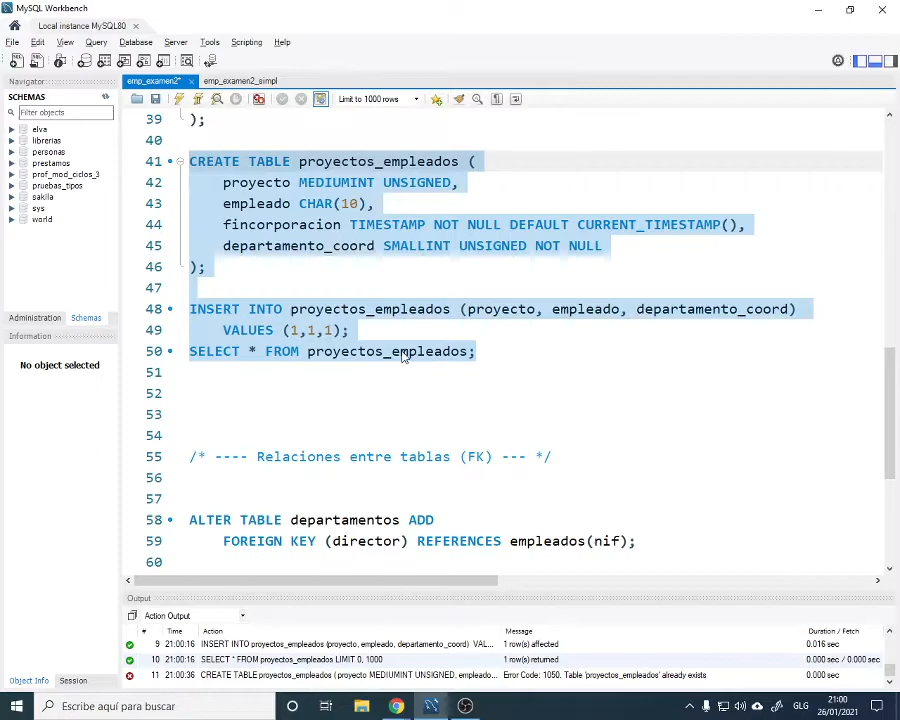 MySQL Workbench
Local instance MySQL80
File Edit View Query Database Server Tools Scripting Help
Navigator
SCHEMAS
Filter objects
elva
librerias
personas
prestamos
prof_mod_ciclos_3
pruebas_tipos
sakila
sys
world
Administration Schemas
Information
No object selected
Object Info Session
emp_examen2* emp_examen2_simpl
Limit to 1000 rows
39 );
40
41 CREATE TABLE proyectos_empleados (
42 proyecto MEDIUMINT UNSIGNED,
43 empleado CHAR(10),
44 fincorporacion TIMESTAMP NOT NULL DEFAULT CURRENT_TIMESTAMP(),
45 departamento_coord SMALLINT UNSIGNED NOT NULL
46 );
47
48 INSERT INTO proyectos_empleados (proyecto, empleado, departamento_coord)
49 VALUES (1,1,1);
50 SELECT * FROM proyectos_empleados;
51
52
53
54
55 /* ---- Relaciones entre tablas (FK) --- */
56
57
58 ALTER TABLE departamentos ADD
59 FOREIGN KEY (director) REFERENCES empleados(nif);
60
Output
Action Output
# Time Action Message Duration / Fetch
9 21:00:16 INSERT INTO proyectos_empleados (proyecto, empleado, departamento_coord) VAL... 1 row(s) affected 0.016 sec
10 21:00:16 SELECT * FROM proyectos_empleados LIMIT 0, 1000 1 row(s) returned 0.000 sec / 0.000 sec
11 21:00:36 CREATE TABLE proyectos_empleados ( proyecto MEDIUMINT UNSIGNED, empleado... Error Code: 1050. Table 'proyectos_empleados' already exists 0.000 sec
Escribe aquí para buscar
GLG
21:00
26/01/2021